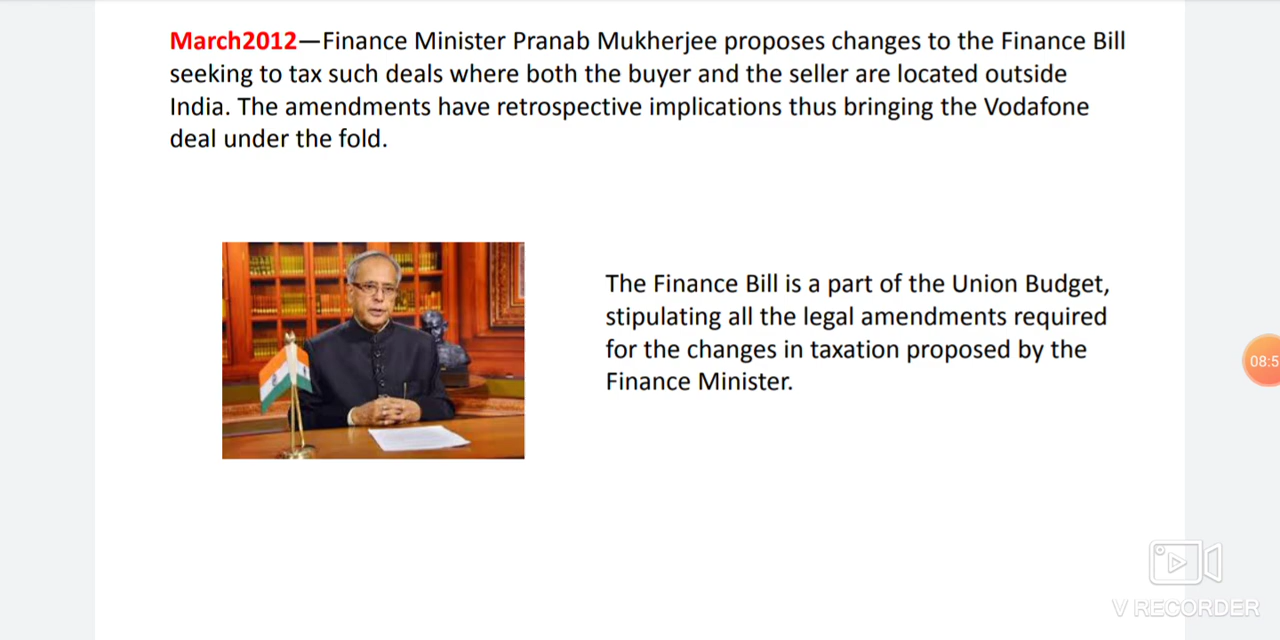 March2012—Finance Minister Pranab Mukherjee proposes changes to the Finance Bill
seeking to tax such deals where both the buyer and the seller are located outside
India. The amendments have retrospective implications thus bringing the Vodafone
deal under the fold.
The Finance Bill is a part of the Union Budget,
stipulating all the legal amendments required
for the changes in taxation proposed by the
Finance Minister.
08:5
V RECORDER